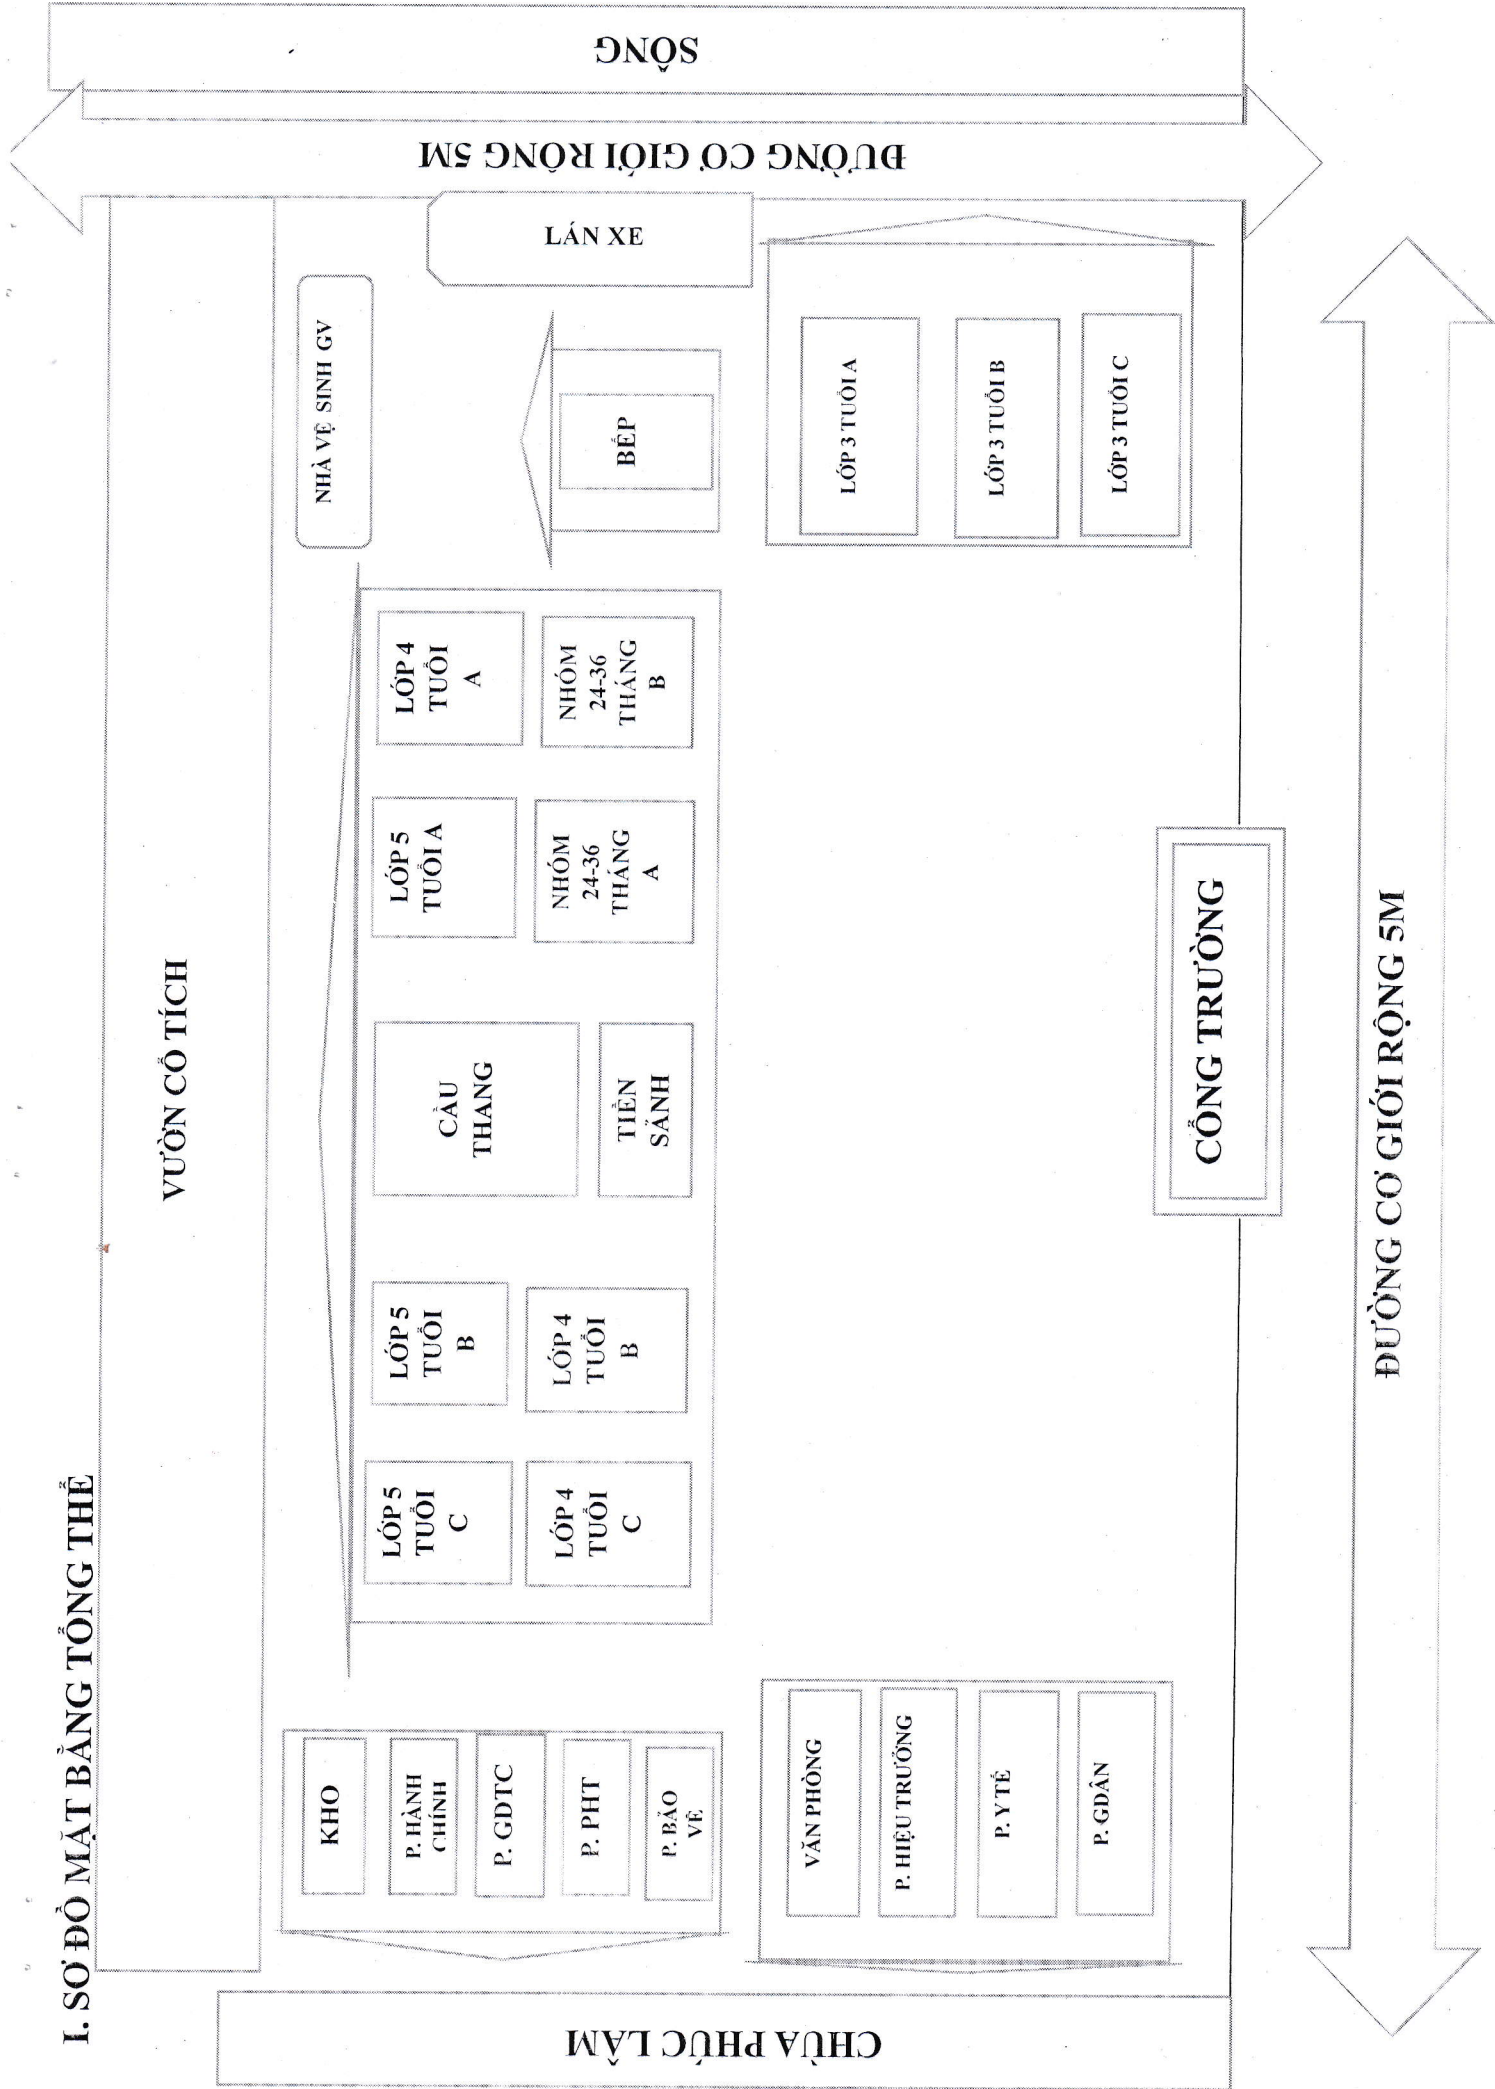 I. SƠ ĐỒ MẶT BẰNG TỔNG THỂ
VƯỜN CỔ TÍCH
CHÙA PHÚC LÂM
KHO
P. HÀNH
CHÍNH
P. GDTC
P. PHT
P. BẢO
VỆ
VĂN PHÒNG
P. HIỆU TRƯỞNG
P. Y TẾ
P. GDÂN
LỚP 5
TUỔI
C
LỚP 4
TUỔI
C
LỚP 5
TUỔI
B
LỚP 4
TUỔI
B
CẦU
THANG
TIỀN
SẢNH
LỚP 5
TUỔI A
NHÓM
24-36
THÁNG
A
LỚP 4
TUỔI
A
NHÓM
24-36
THÁNG
B
NHÀ VỆ SINH GV
BẾP
LÁN XE
LỚP 3 TUỔI A
LỚP 3 TUỔI B
LỚP 3 TUỔI C
ĐƯỜNG CƠ GIỚI RỘNG 5M
SÔNG
CỔNG TRƯỜNG
ĐƯỜNG CƠ GIỚI RỘNG 5M